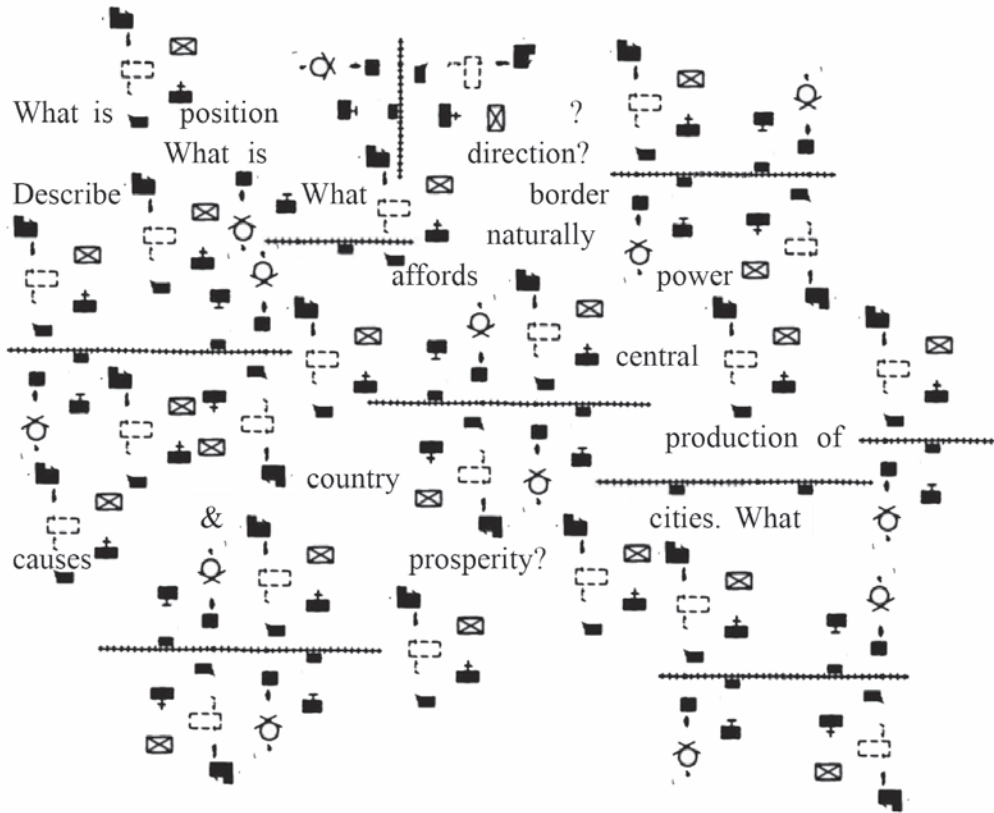 What is position ?
What is direction?
Describe What border
naturally
affords power
central
production of
country
& cities. What
causes prosperity?